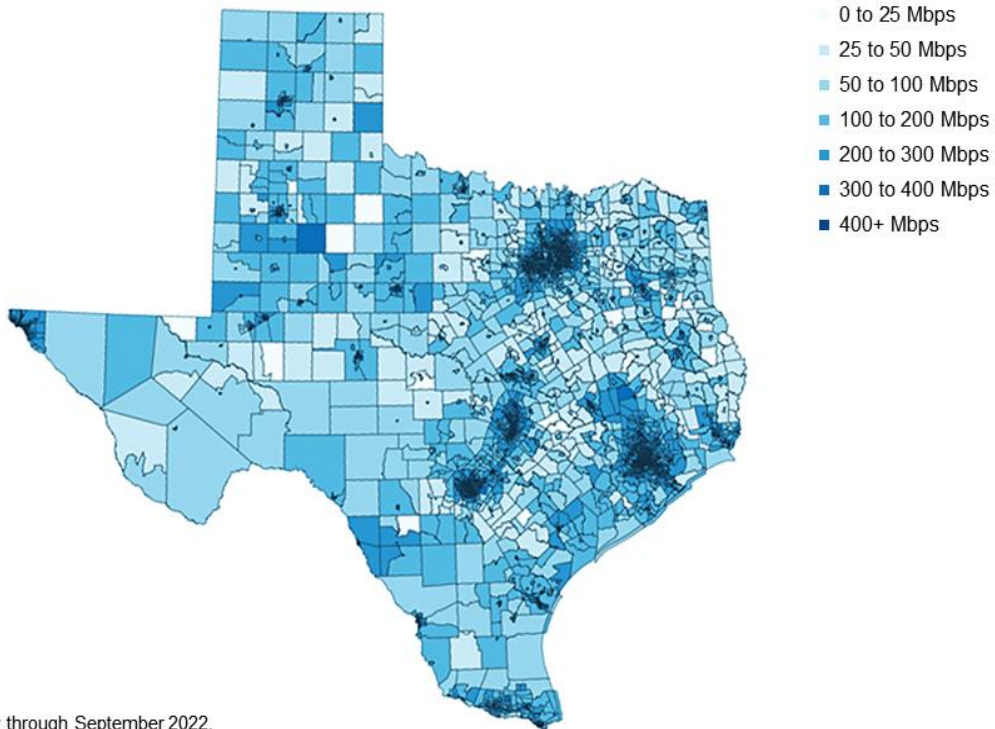 0 to 25 Mbps
25 to 50 Mbps
50 to 100 Mbps
100 to 200 Mbps
200 to 300 Mbps
300 to 400 Mbps
400+ Mbps
through September 2022.